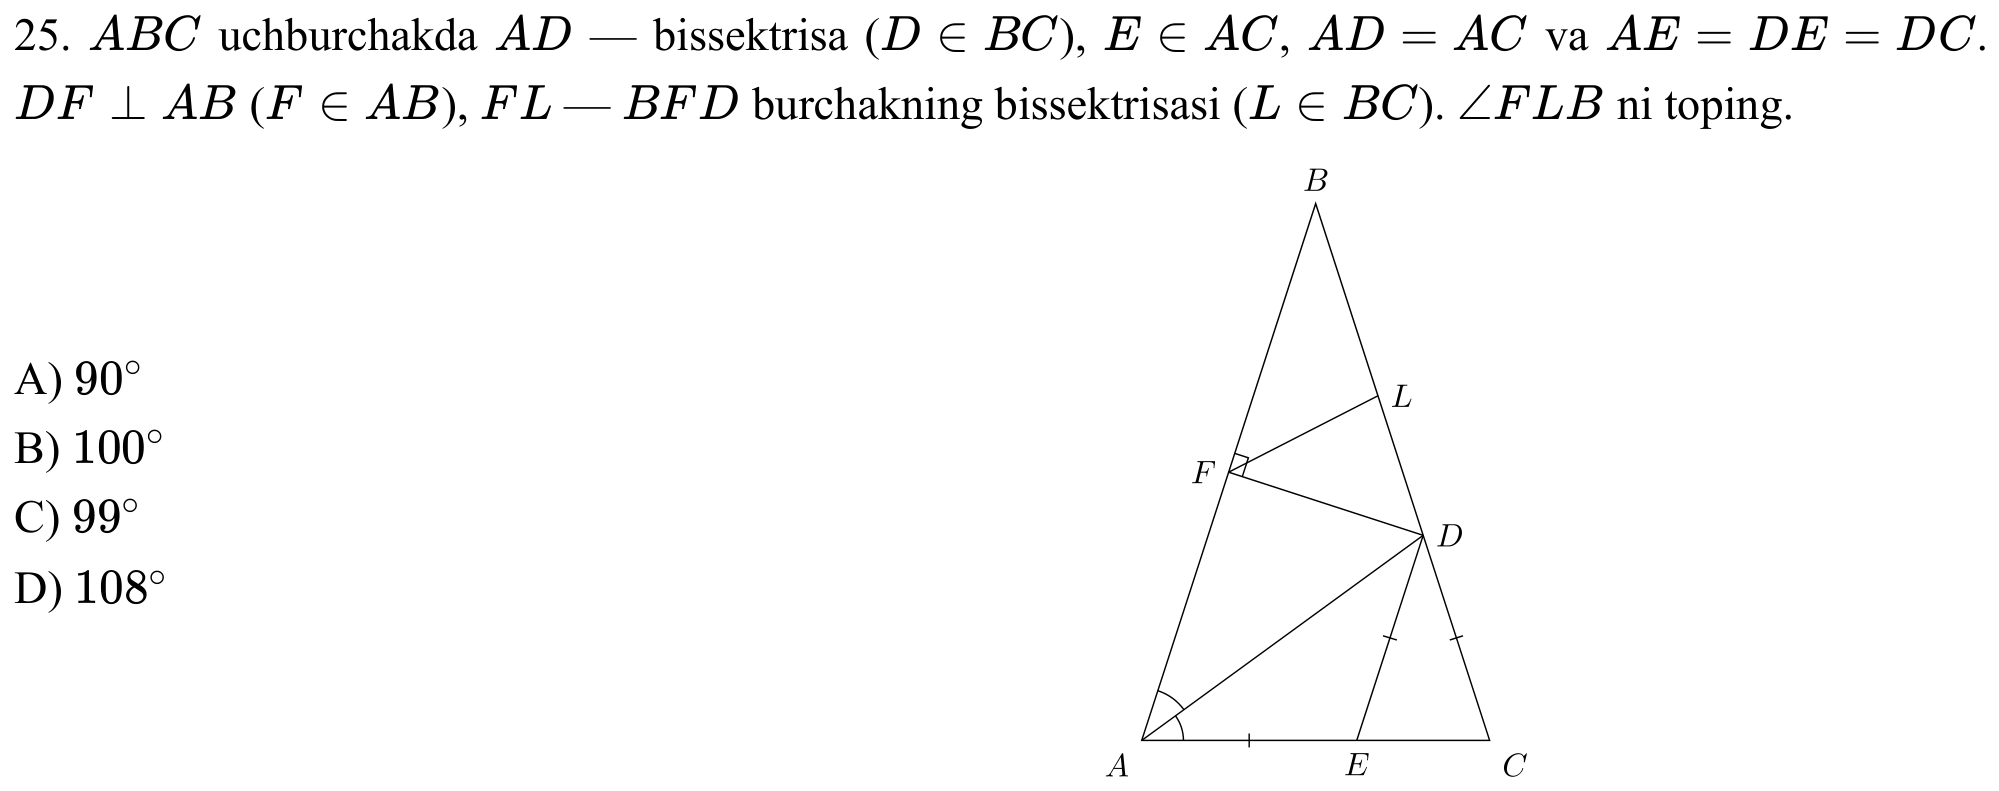 25. ABC uchburchakda AD — bissektrisa (D ∈ BC), E ∈ AC, AD = AC va AE = DE = DC.
DF ⊥ AB (F ∈ AB), FL — BFD burchakning bissektrisasi (L ∈ BC). ∠FLB ni toping.
B
L
F
D
A
E
C
A) 90°
B) 100°
C) 99°
D) 108°